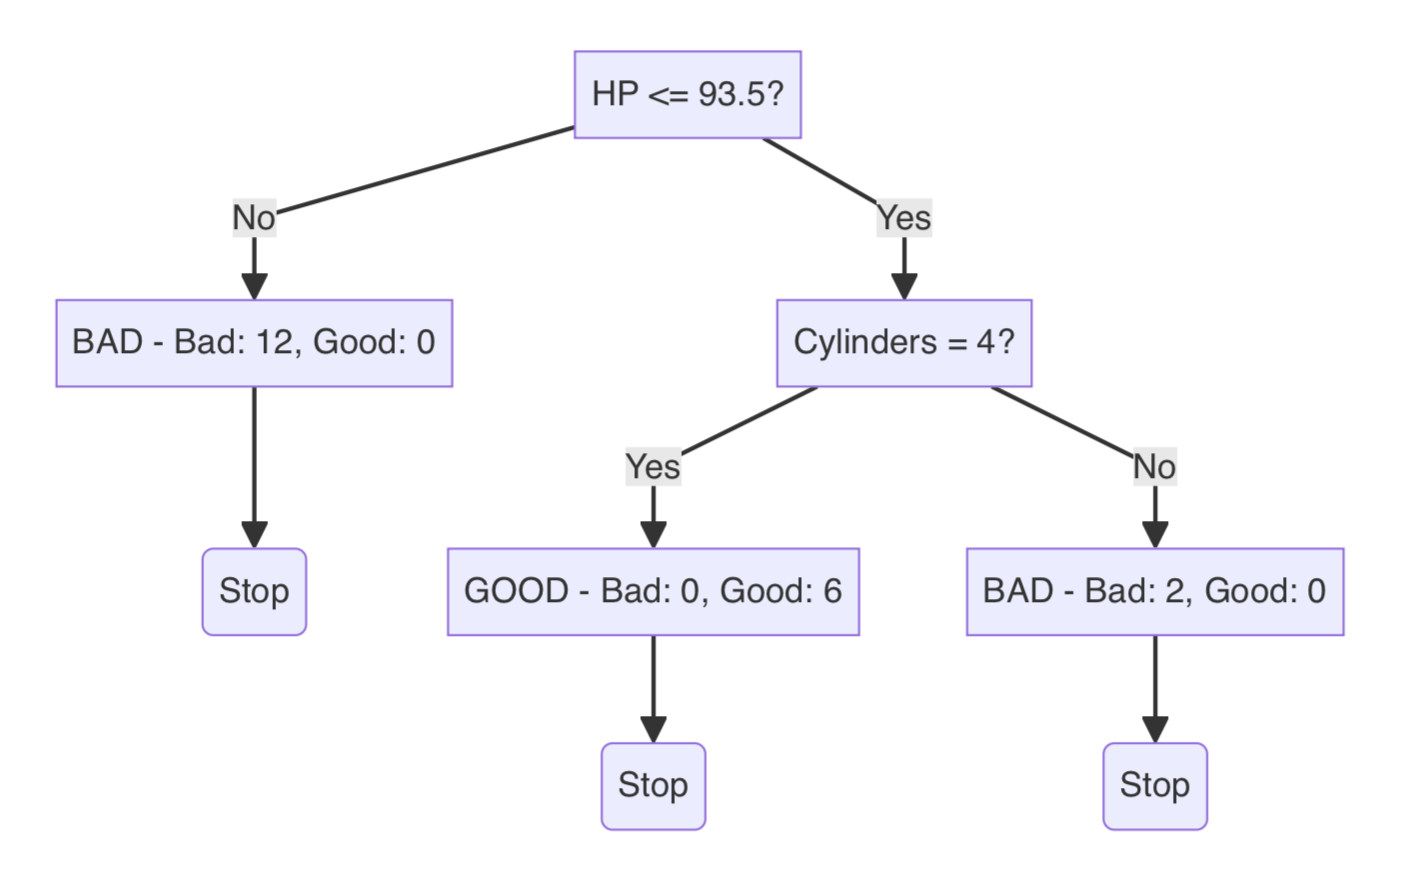 HP <= 93.5?
No
Yes
BAD - Bad: 12, Good: 0
Cylinders = 4?
Yes
No
Stop
GOOD - Bad: 0, Good: 6
BAD - Bad: 2, Good: 0
Stop
Stop